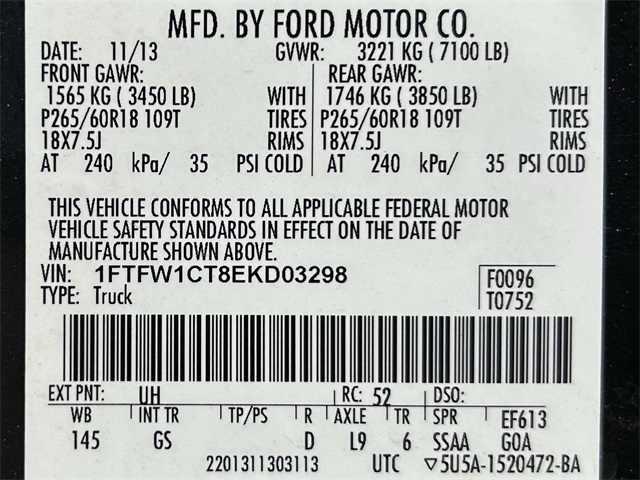 MFD. BY FORD MOTOR CO.
DATE: 11/13 GVWR: 3221 KG ( 7100 LB)
FRONT GAWR: REAR GAWR:
1565 KG ( 3450 LB) WITH 1746 KG ( 3850 LB) WITH
P265/60R18 109T TIRES P265/60R18 109T TIRES
18X7.5J RIMS 18X7.5J RIMS
AT 240 kPa/ 35 PSI COLD AT 240 kPa/ 35 PSI COLD
THIS VEHICLE CONFORMS TO ALL APPLICABLE FEDERAL MOTOR
VEHICLE SAFETY STANDARDS IN EFFECT ON THE DATE OF
MANUFACTURE SHOWN ABOVE.
VIN: 1FTFW1CT8EKD03298 F0096
TYPE: Truck T0752
EXT PNT: UH RC: 52 DSO:
WB INT TR TP/PS R AXLE TR SPR EF613
145 GS D L9 6 SSAA GOA
2201311303113 UTC ▽5U5A-1520472-BA